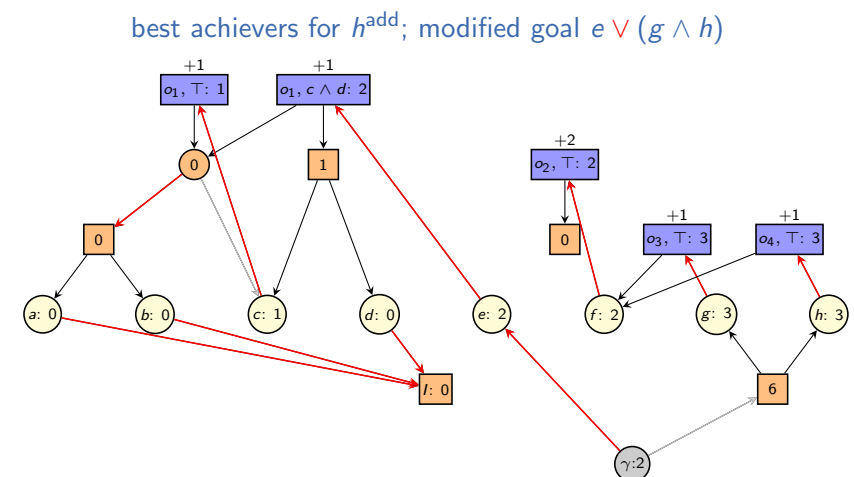 best achievers for hᵃᵈᵈ; modified goal e ∨ (g ∧ h)
+1 +1
o₁, ⊤: 1 o₁, c ∧ d: 2
+2
0 1 o₂, ⊤: 2
+1 +1
0 0 o₃, ⊤: 3 o₄, ⊤: 3
a: 0 b: 0 c: 1 d: 0 e: 2 f: 2 g: 3 h: 3
I: 0 6
γ:2